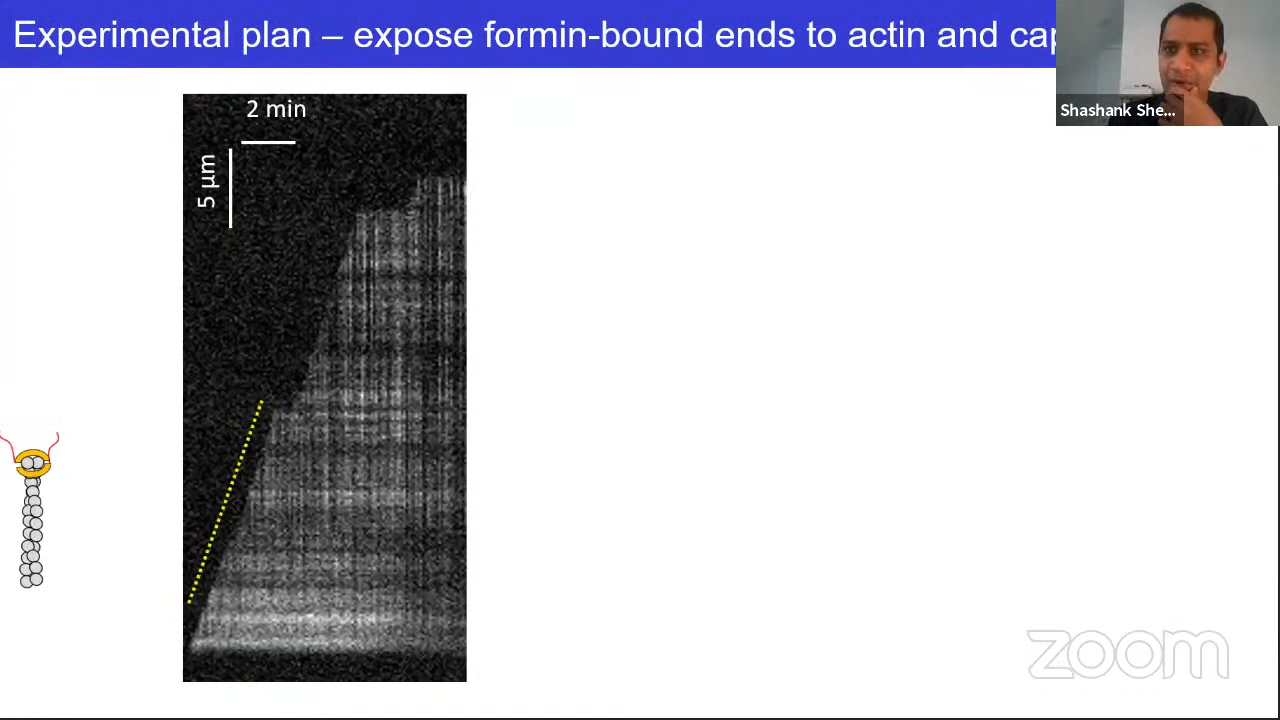 Experimental plan – expose formin-bound ends to actin and cap
Shashank She...
2 min
5 µm
zoom